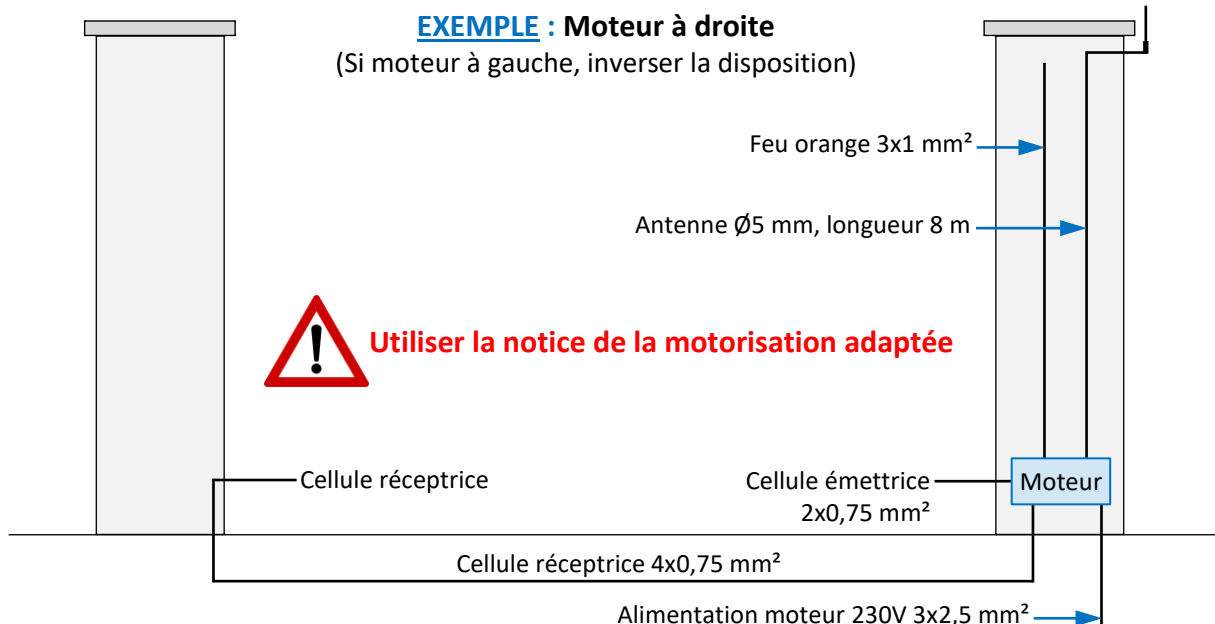 EXEMPLE : Moteur à droite
(Si moteur à gauche, inverser la disposition)
Feu orange 3x1 mm²
Antenne Ø5 mm, longueur 8 m
Utiliser la notice de la motorisation adaptée
Cellule réceptrice
Cellule émettrice
2x0,75 mm²
Moteur
Cellule réceptrice 4x0,75 mm²
Alimentation moteur 230V 3x2,5 mm²